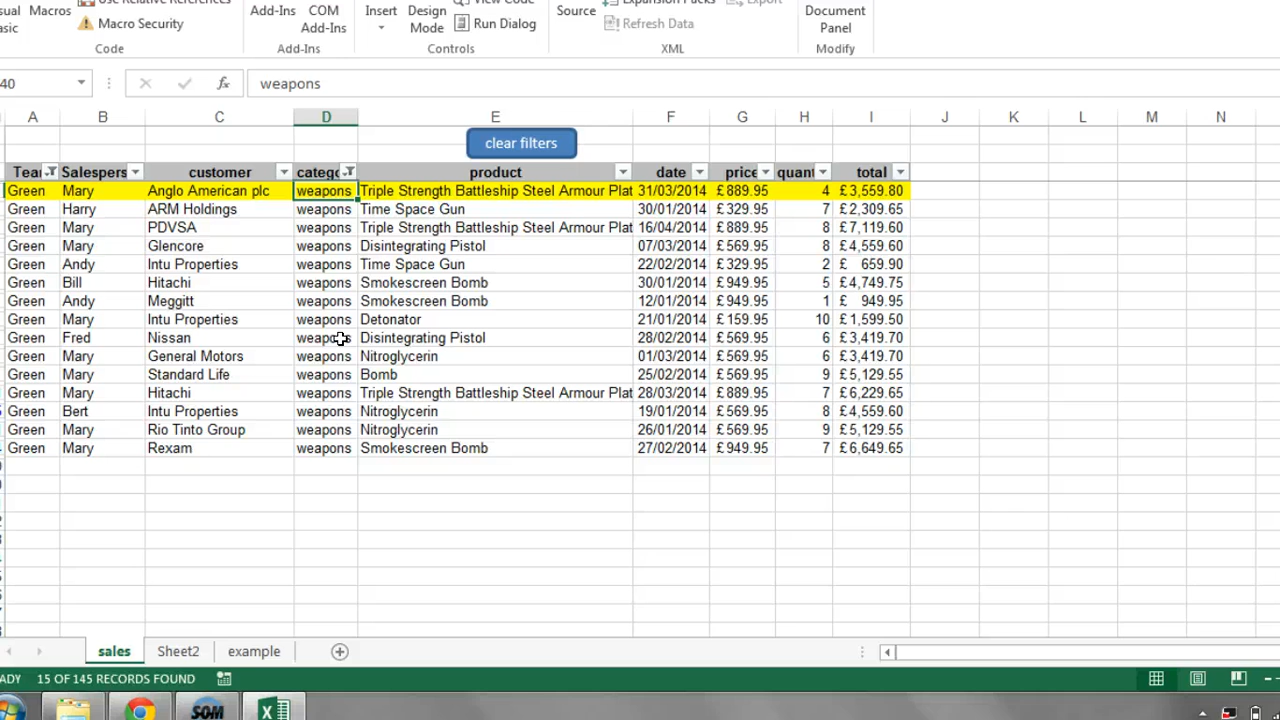 sual Macros Use Relative References Add-Ins COM Insert Design View Code Source Expansion Packs Export Document
asic Macro Security Add-Ins Mode Run Dialog Refresh Data Panel
Code Add-Ins Controls XML Modify
40 fx weapons
A B C D E F G H I J K L M N
clear filters
Tea Salespers customer catego product date price quant total
Green Mary Anglo American plc weapons Triple Strength Battleship Steel Armour Plat 31/03/2014 £ 889.95 4 £ 3,559.80
Green Harry ARM Holdings weapons Time Space Gun 30/01/2014 £ 329.95 7 £ 2,309.65
Green Mary PDVSA weapons Triple Strength Battleship Steel Armour Plat 16/04/2014 £ 889.95 8 £ 7,119.60
Green Mary Glencore weapons Disintegrating Pistol 07/03/2014 £ 569.95 8 £ 4,559.60
Green Andy Intu Properties weapons Time Space Gun 22/02/2014 £ 329.95 2 £ 659.90
Green Bill Hitachi weapons Smokescreen Bomb 30/01/2014 £ 949.95 5 £ 4,749.75
Green Andy Meggitt weapons Smokescreen Bomb 12/01/2014 £ 949.95 1 £ 949.95
Green Mary Intu Properties weapons Detonator 21/01/2014 £ 159.95 10 £ 1,599.50
Green Fred Nissan weapons Disintegrating Pistol 28/02/2014 £ 569.95 6 £ 3,419.70
Green Mary General Motors weapons Nitroglycerin 01/03/2014 £ 569.95 6 £ 3,419.70
Green Mary Standard Life weapons Bomb 25/02/2014 £ 569.95 9 £ 5,129.55
Green Mary Hitachi weapons Triple Strength Battleship Steel Armour Plat 28/03/2014 £ 889.95 7 £ 6,229.65
Green Bert Intu Properties weapons Nitroglycerin 19/01/2014 £ 569.95 8 £ 4,559.60
Green Mary Rio Tinto Group weapons Nitroglycerin 26/01/2014 £ 569.95 9 £ 5,129.55
Green Mary Rexam weapons Smokescreen Bomb 27/02/2014 £ 949.95 7 £ 6,649.65
sales Sheet2 example
ADY 15 OF 145 RECORDS FOUND
SOM